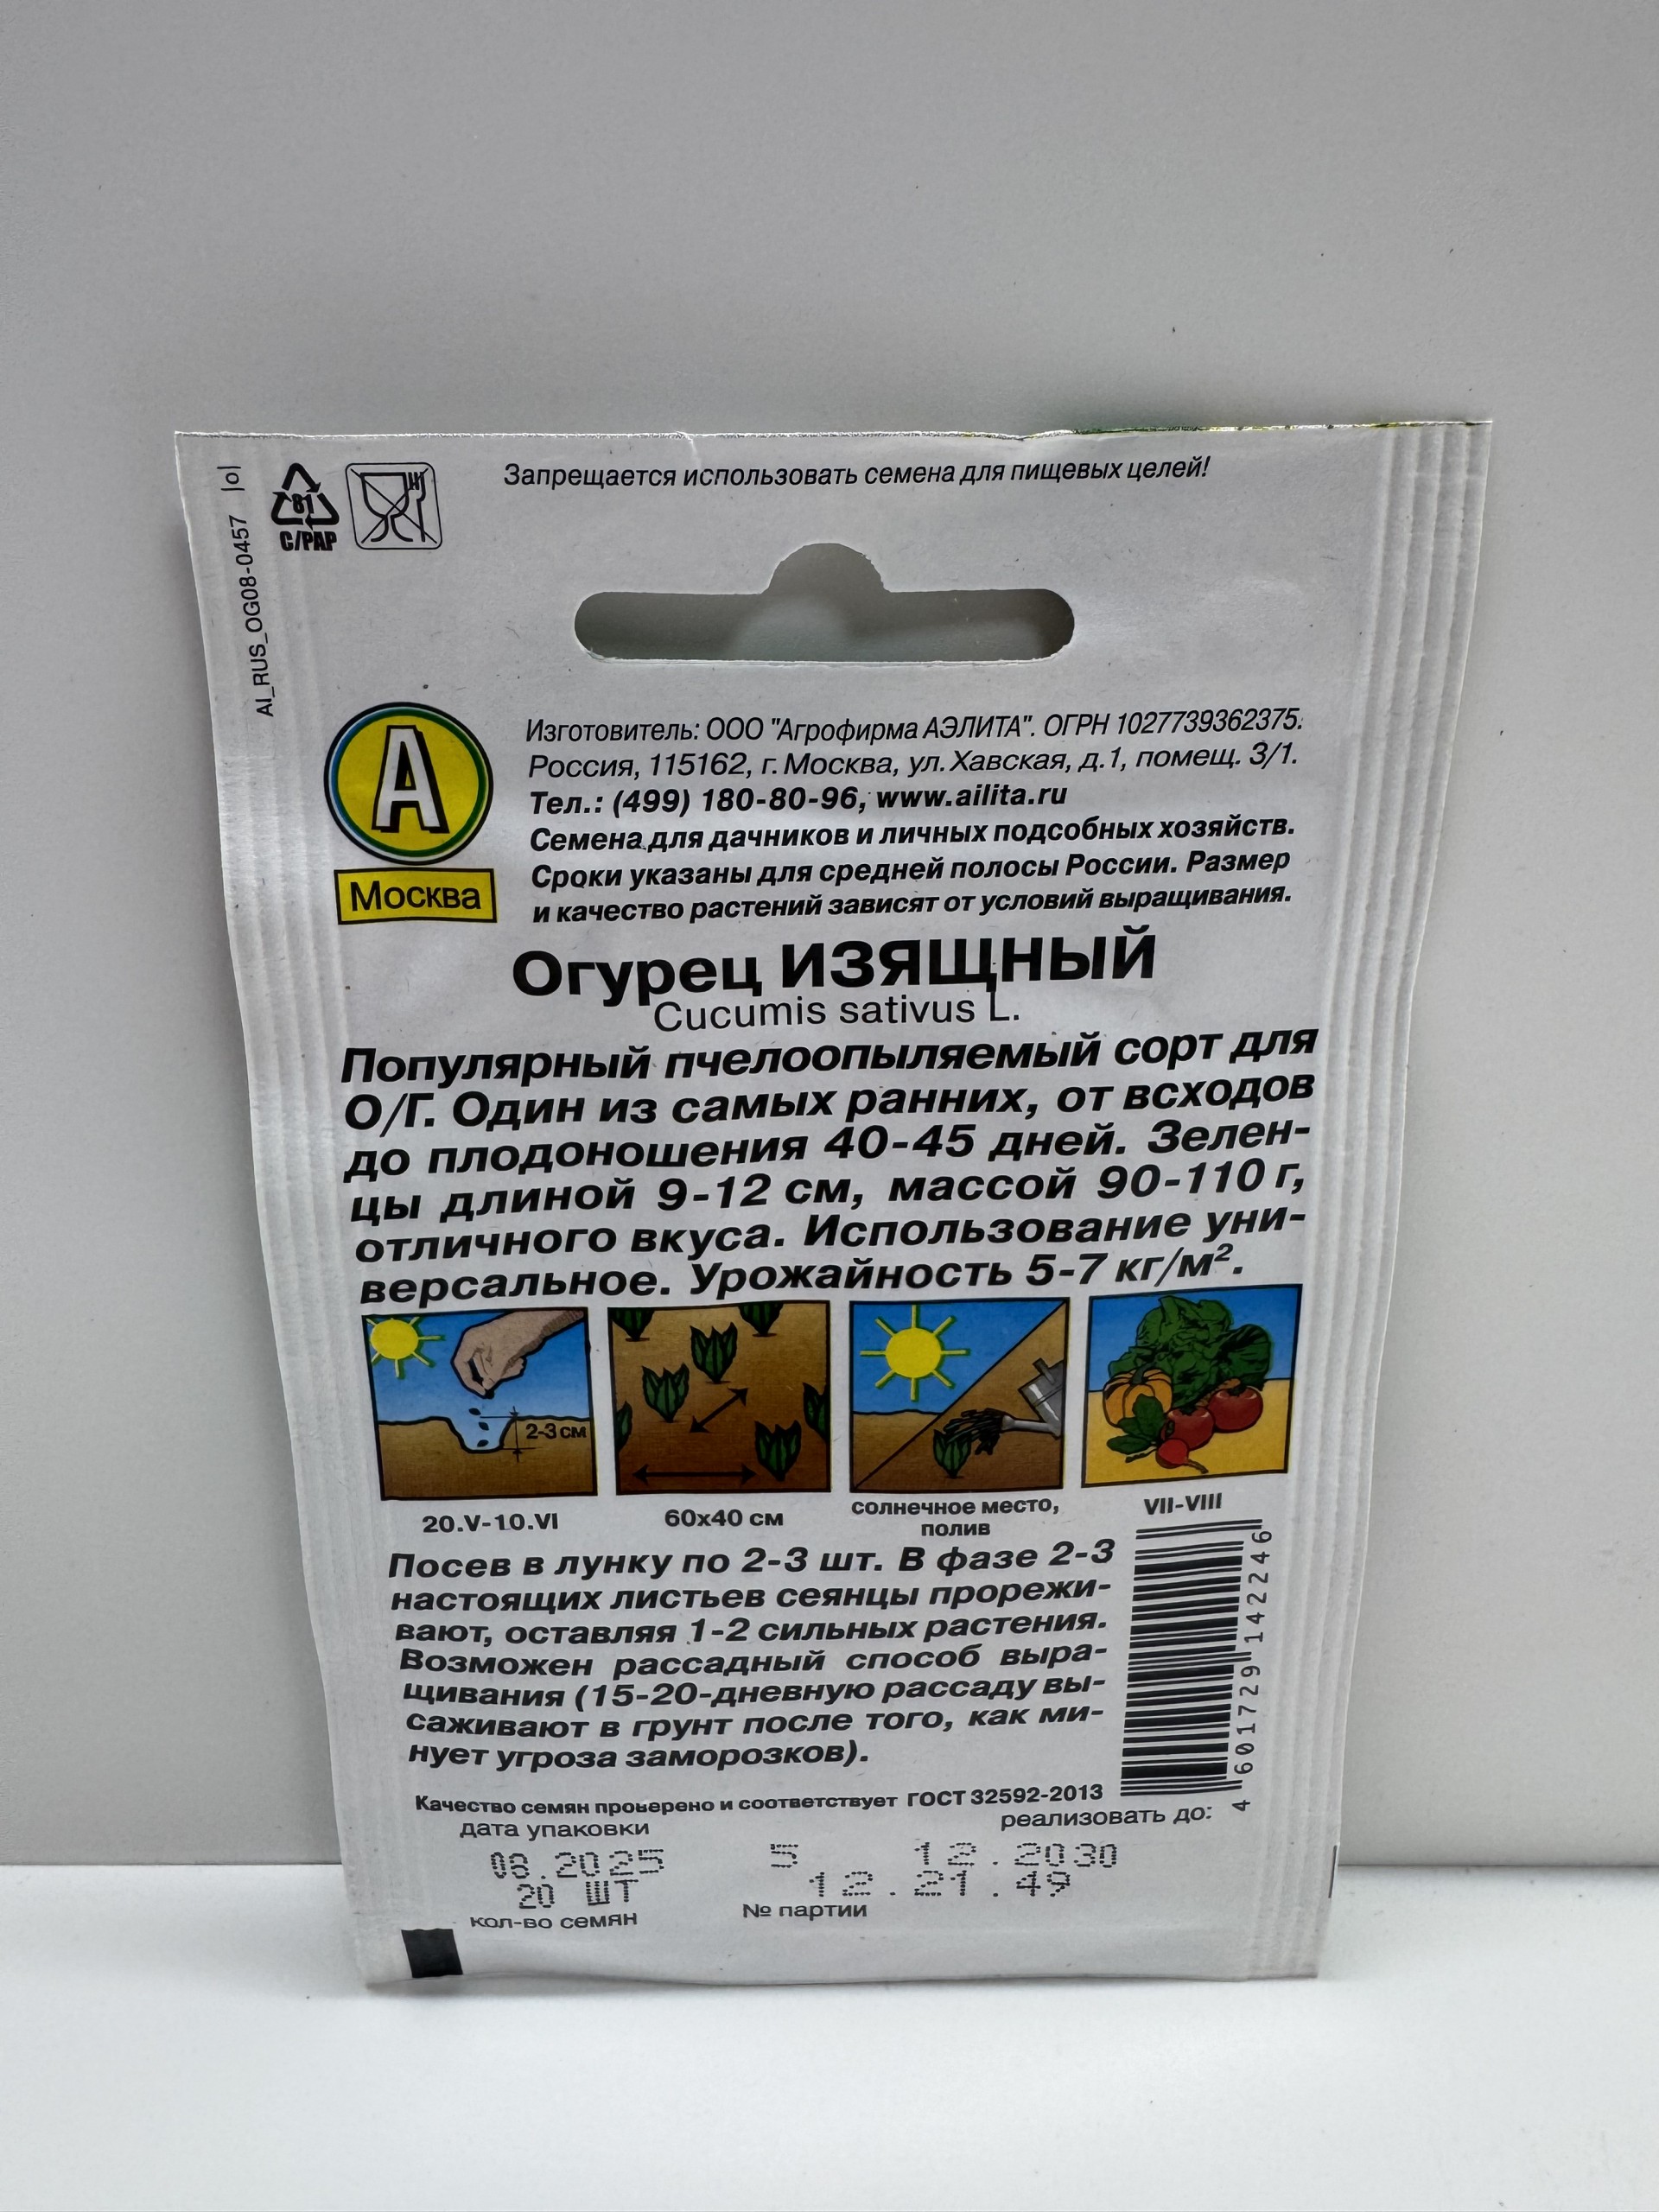 Запрещается использовать семена для пищевых целей!
81
C/PAP
AI_RUS_OG08-0457 |o|
А
Москва
Изготовитель: ООО "Агрофирма АЭЛИТА". ОГРН 1027739362375.
Россия, 115162, г. Москва, ул. Хавская, д.1, помещ. 3/1.
Тел.: (499) 180-80-96, www.ailita.ru
Семена для дачников и личных подсобных хозяйств.
Сроки указаны для средней полосы России. Размер
и качество растений зависят от условий выращивания.
Огурец ИЗЯЩНЫЙ
Cucumis sativus L.
Популярный пчелоопыляемый сорт для
О/Г. Один из самых ранних, от всходов
до плодоношения 40-45 дней. Зелен-
цы длиной 9-12 см, массой 90-110 г,
отличного вкуса. Использование уни-
версальное. Урожайность 5-7 кг/м².
2-3 см
20.V-10.VI
60х40 см
солнечное место,
полив
VII-VIII
Посев в лунку по 2-3 шт. В фазе 2-3
настоящих листьев сеянцы прорежи-
вают, оставляя 1-2 сильных растения.
Возможен рассадный способ выра-
щивания (15-20-дневную рассаду вы-
саживают в грунт после того, как ми-
нует угроза заморозков).
4 601729 142246
Качество семян проверено и соответствует ГОСТ 32592-2013
дата упаковки
реализовать до:
08.2025 5 12.2030
20 ШТ 12.21.49
кол-во семян
№ партии